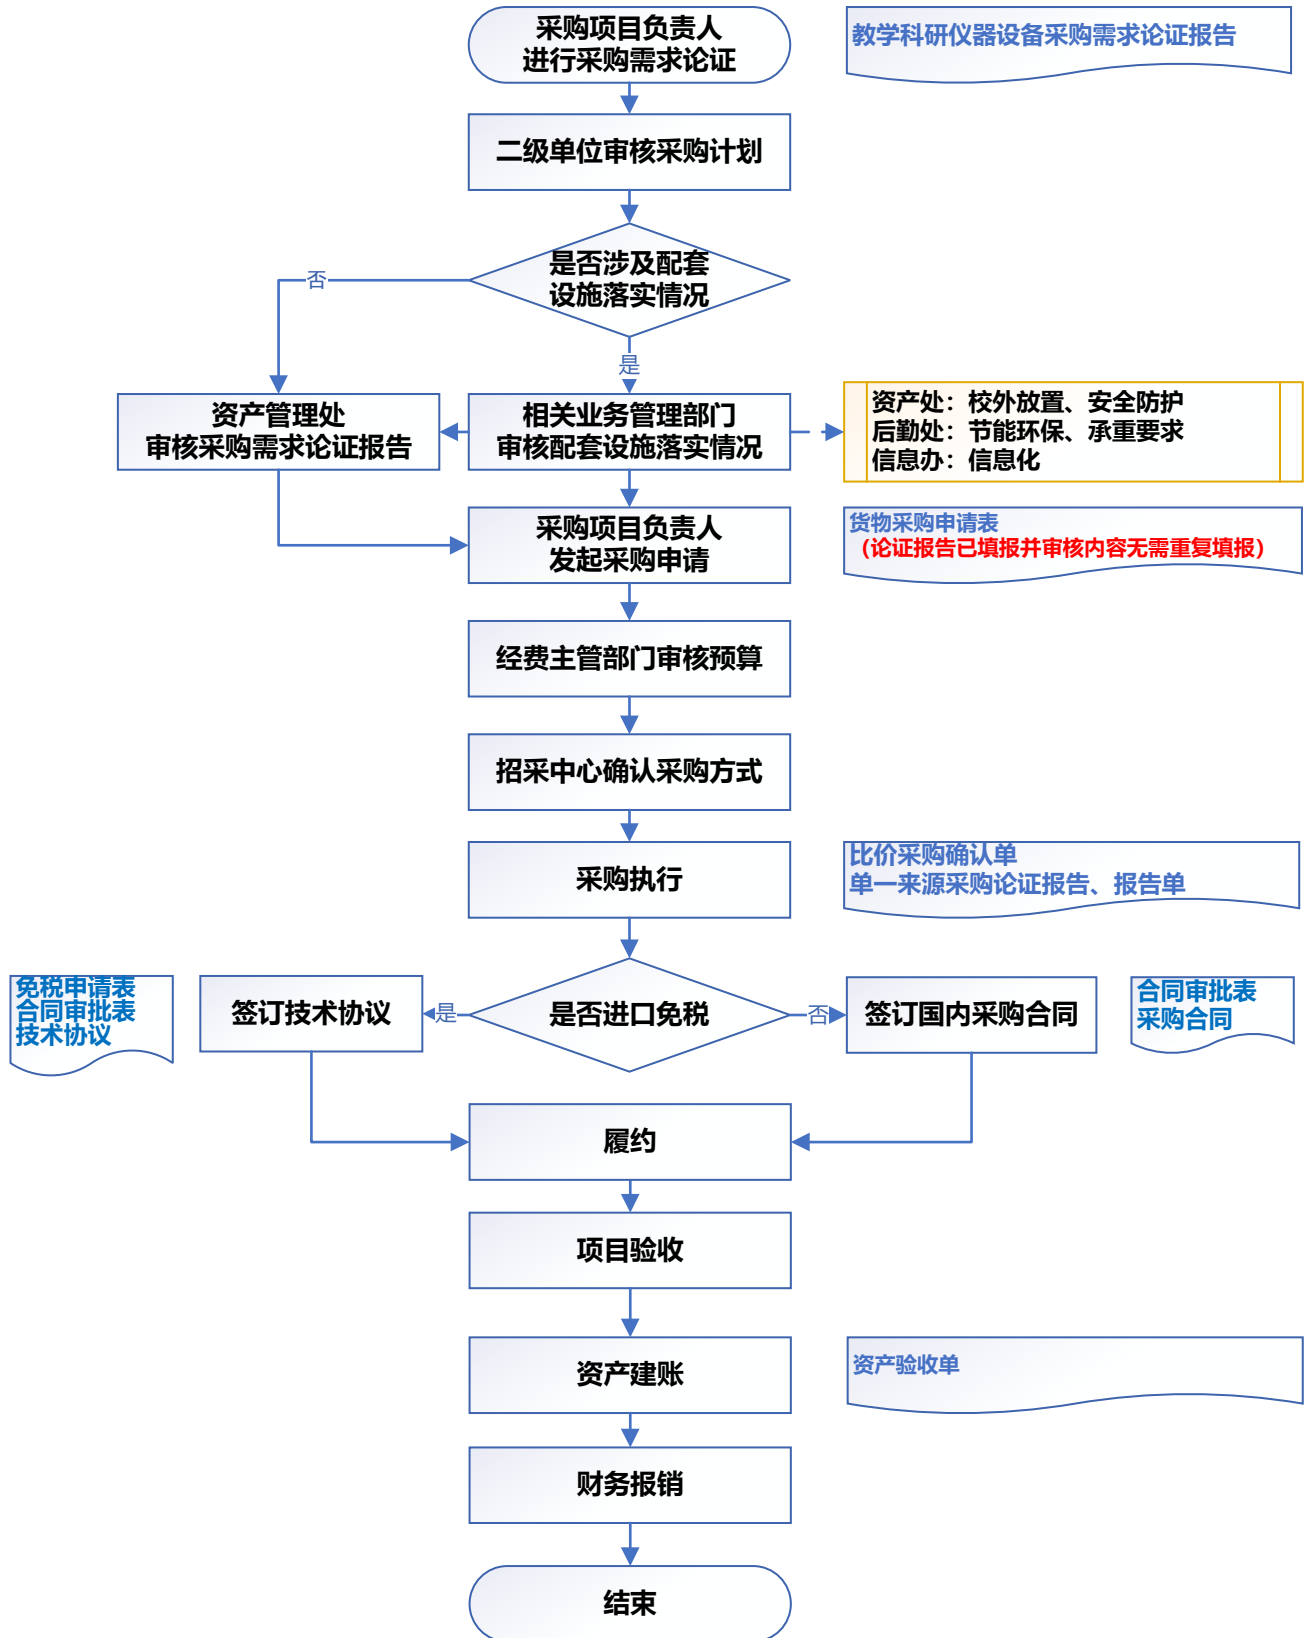 采购项目负责人
进行采购需求论证
教学科研仪器设备采购需求论证报告
二级单位审核采购计划
是否涉及配套
设施落实情况
否
是
资产管理处
审核采购需求论证报告
相关业务管理部门
审核配套设施落实情况
资产处：校外放置、安全防护
后勤处：节能环保、承重要求
信息办：信息化
采购项目负责人
发起采购申请
货物采购申请表
（论证报告已填报并审核内容无需重复填报）
经费主管部门审核预算
招采中心确认采购方式
采购执行
比价采购确认单
单一来源采购论证报告、报告单
免税申请表
合同审批表
技术协议
签订技术协议
是
是否进口免税
否
签订国内采购合同
合同审批表
采购合同
履约
项目验收
资产建账
资产验收单
财务报销
结束